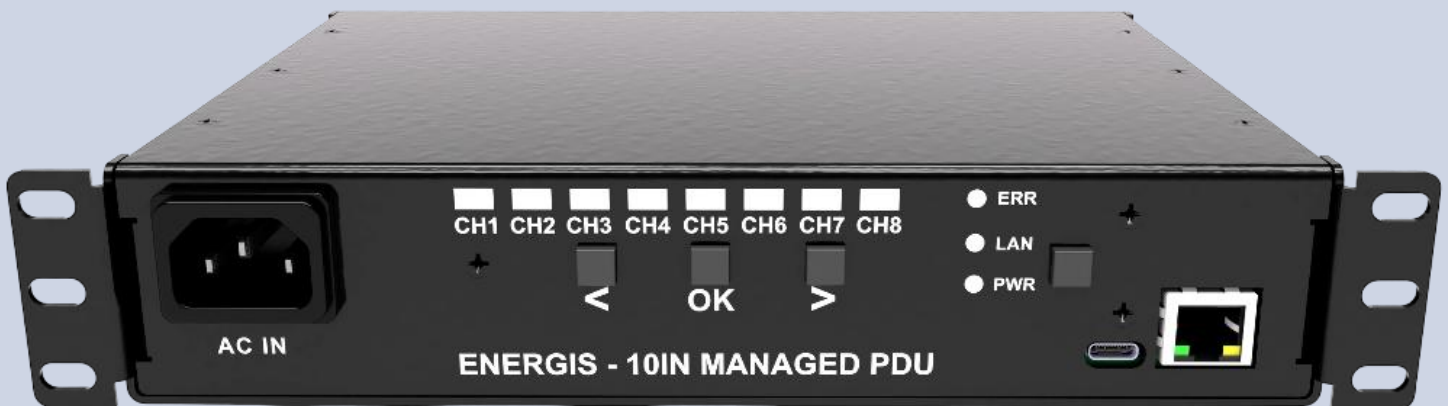 CH1 CH2 CH3 CH4 CH5 CH6 CH7 CH8
ERR
LAN
PWR
< OK >
AC IN
ENERGIS - 10IN MANAGED PDU